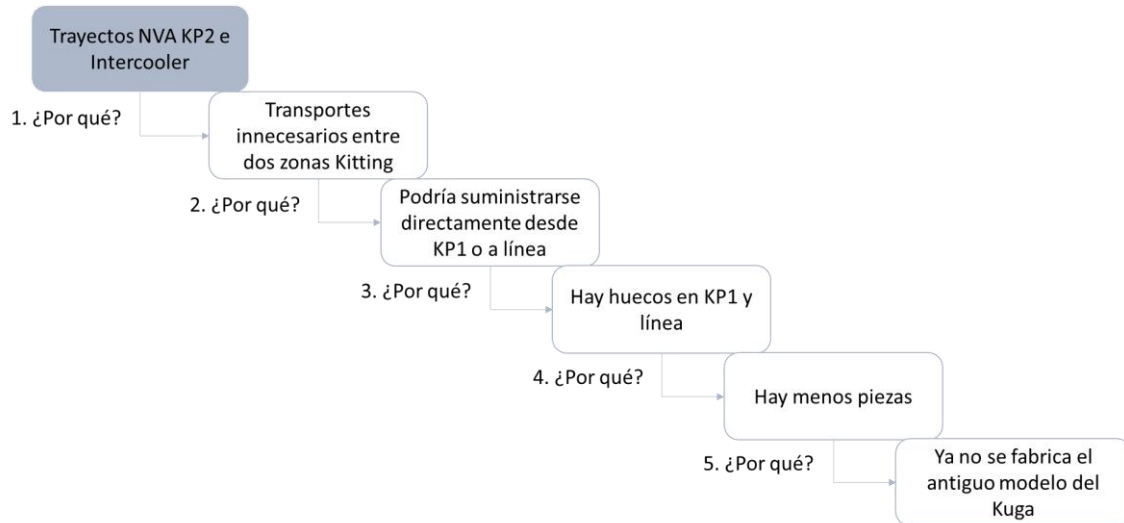 Trayectos NVA KP2 e
Intercooler
1. ¿Por qué?
Transportes
innecesarios entre
dos zonas Kitting
2. ¿Por qué?
Podría suministrarse
directamente desde
KP1 o a línea
3. ¿Por qué?
Hay huecos en KP1 y
línea
4. ¿Por qué?
Hay menos piezas
5. ¿Por qué?
Ya no se fabrica el
antiguo modelo del
Kuga